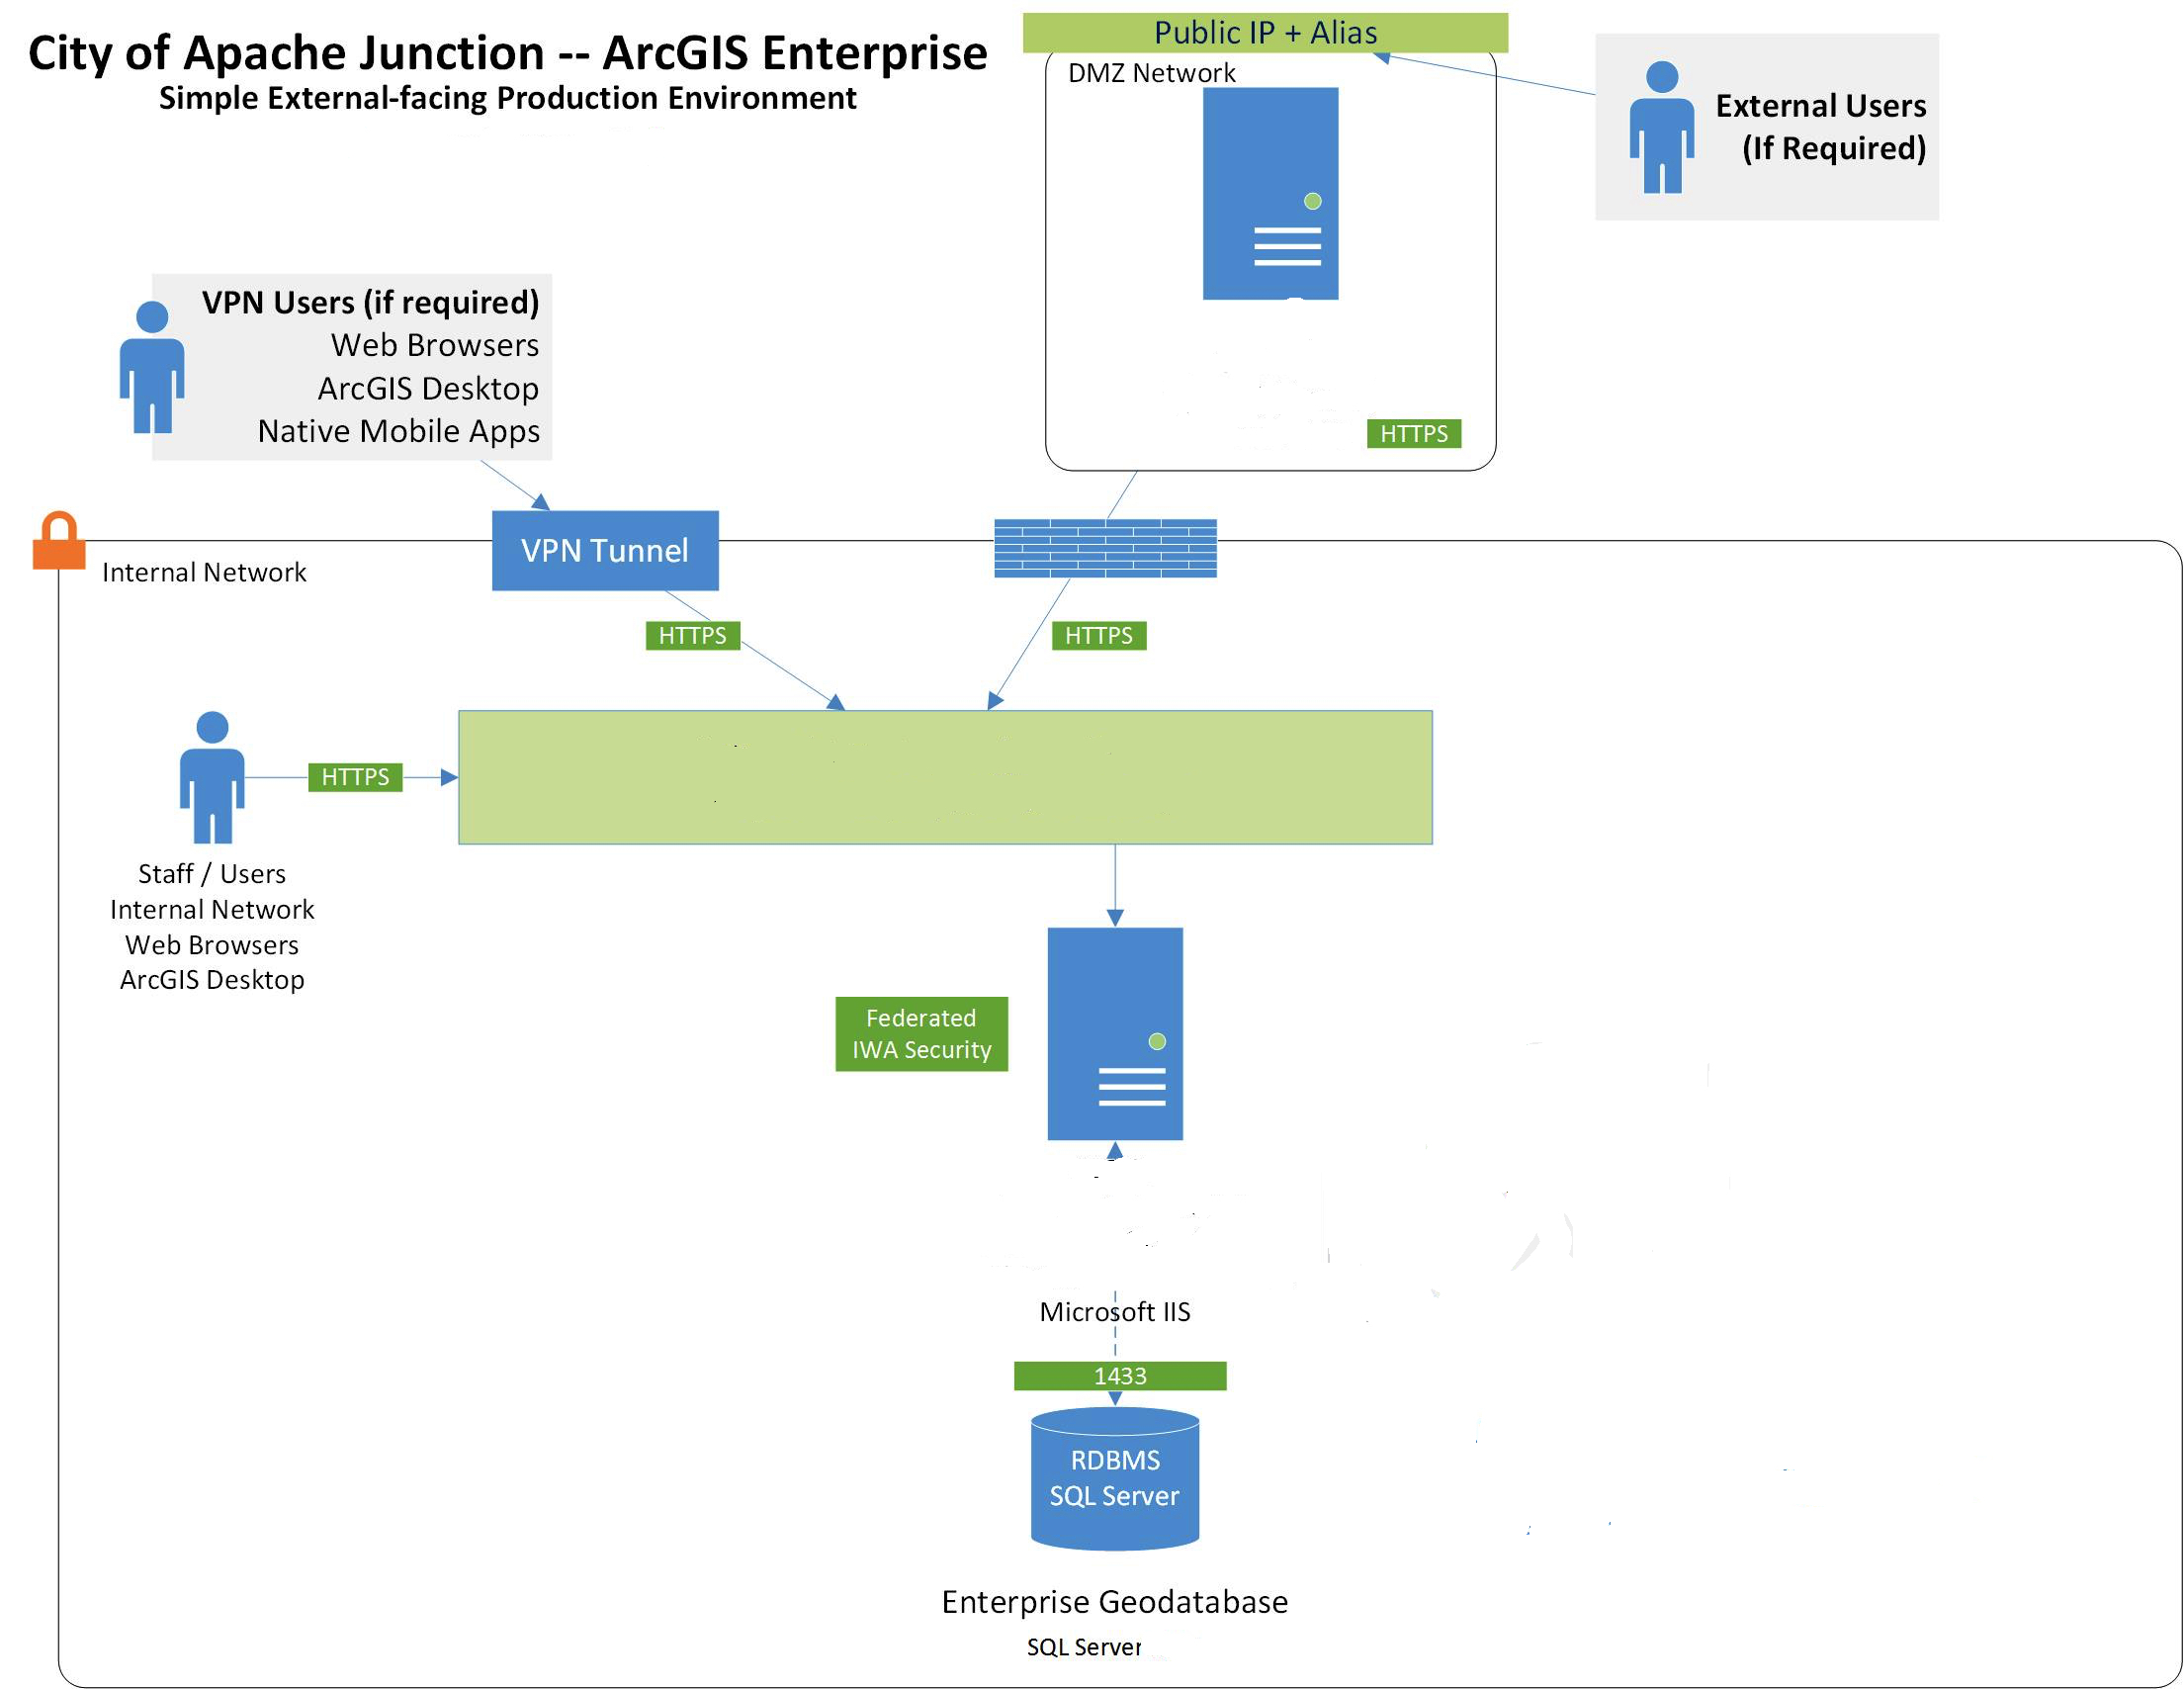 City of Apache Junction -- ArcGIS Enterprise
Simple External-facing Production Environment
Public IP + Alias
DMZ Network
External Users
(If Required)
HTTPS
VPN Users (if required)
Web Browsers
ArcGIS Desktop
Native Mobile Apps
VPN Tunnel
Internal Network
HTTPS
HTTPS
HTTPS
Staff / Users
Internal Network
Web Browsers
ArcGIS Desktop
Federated
IWA Security
Microsoft IIS
1433
RDBMS
SQL Server
Enterprise Geodatabase
SQL Server